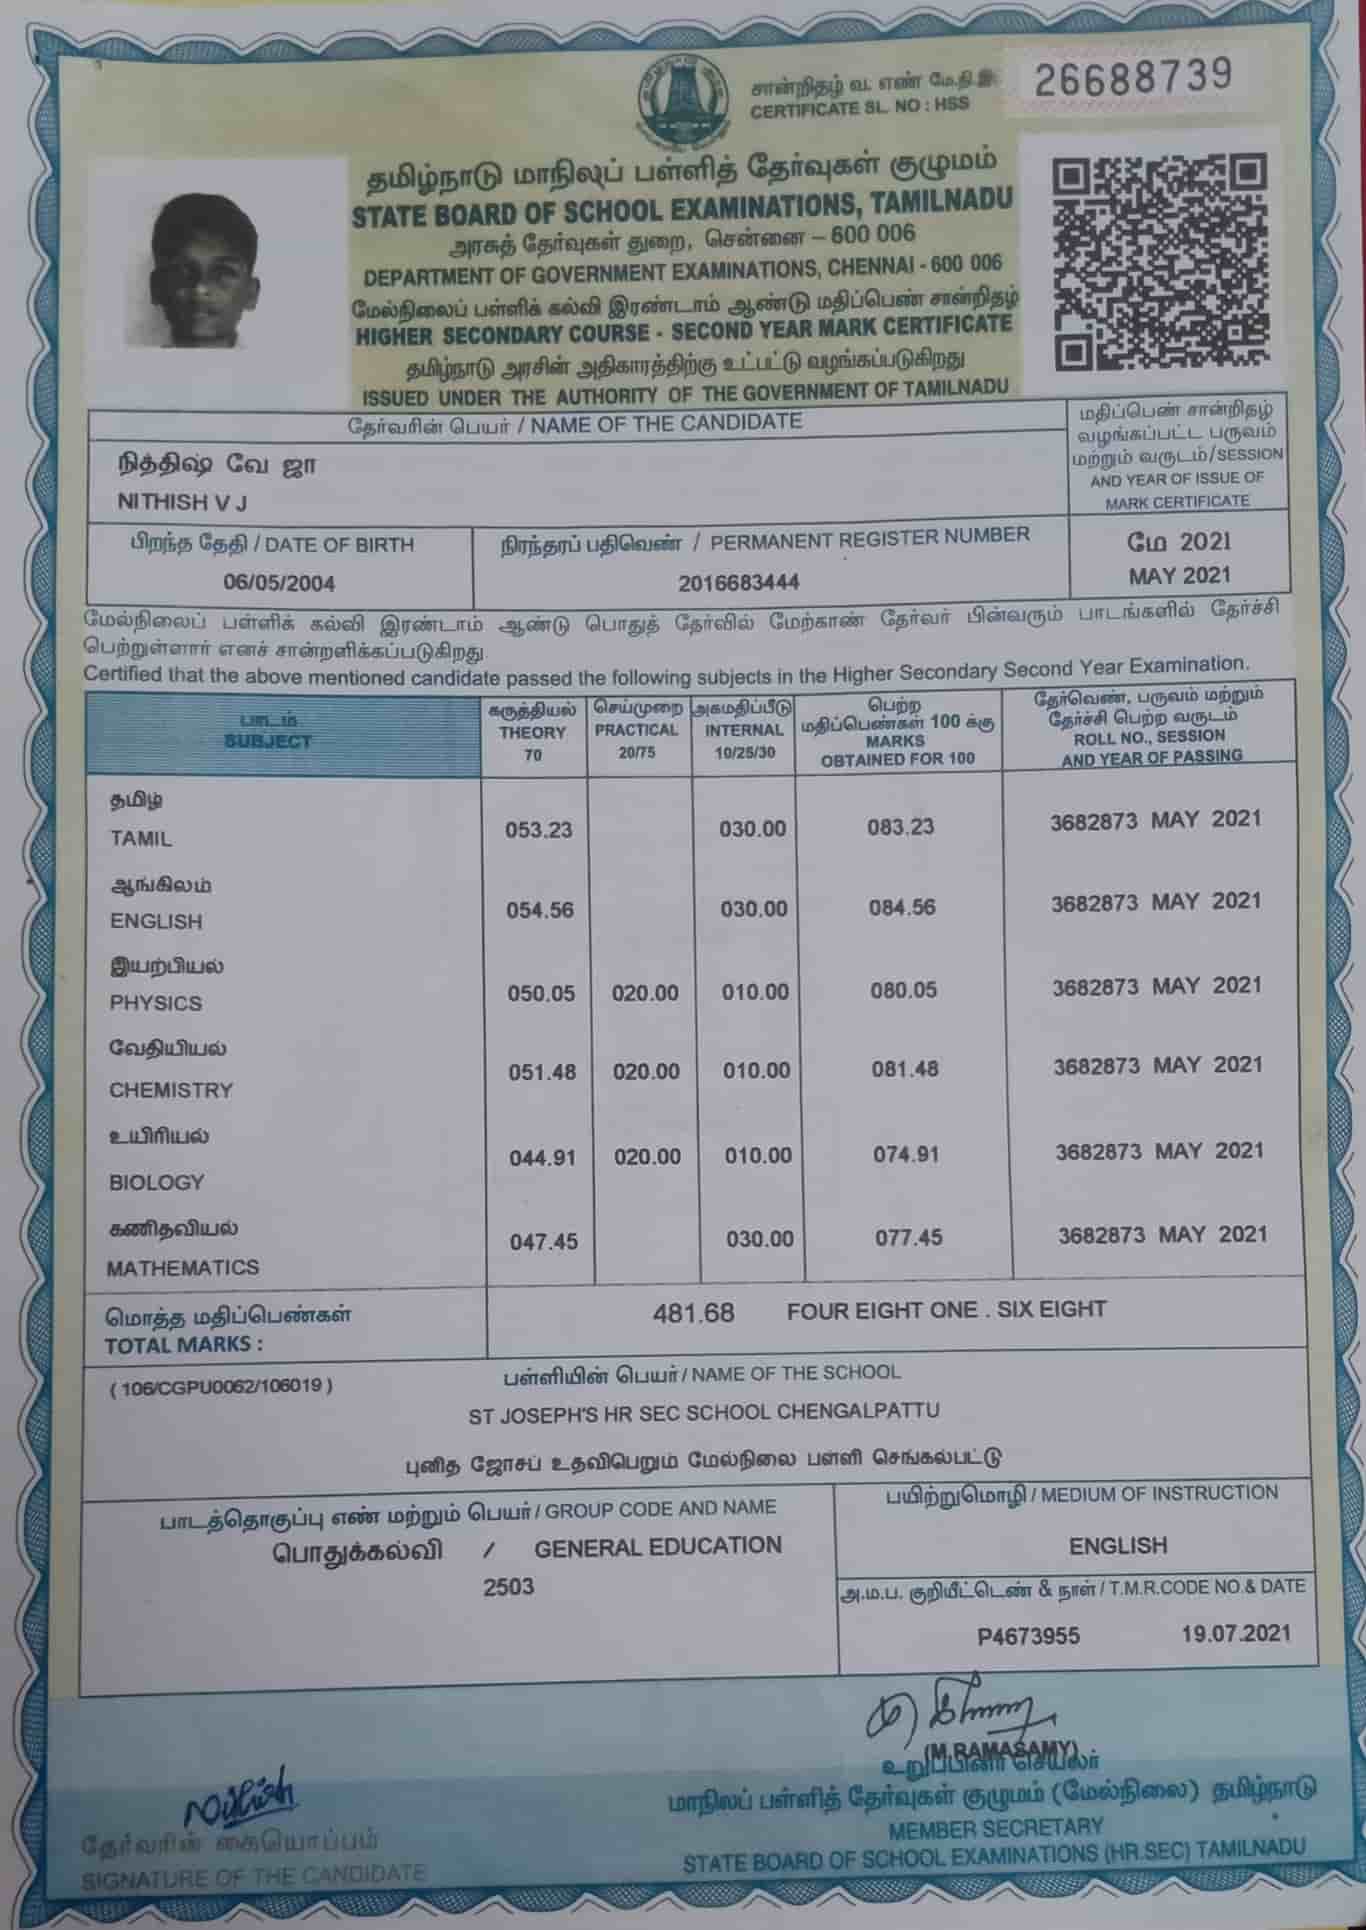 சான்றிதழ் வ. எண் மே.தி.இ
CERTIFICATE SL. NO : HSS
26688739
தமிழ்நாடு மாநிலப் பள்ளித் தேர்வுகள் குழுமம்
STATE BOARD OF SCHOOL EXAMINATIONS, TAMILNADU
அரசுத் தேர்வுகள் துறை, சென்னை – 600 006
DEPARTMENT OF GOVERNMENT EXAMINATIONS, CHENNAI - 600 006
மேல்நிலைப் பள்ளிக் கல்வி இரண்டாம் ஆண்டு மதிப்பெண் சான்றிதழ்
HIGHER SECONDARY COURSE - SECOND YEAR MARK CERTIFICATE
தமிழ்நாடு அரசின் அதிகாரத்திற்கு உட்பட்டு வழங்கப்படுகிறது
ISSUED UNDER THE AUTHORITY OF THE GOVERNMENT OF TAMILNADU
தேர்வரின் பெயர் / NAME OF THE CANDIDATE
நித்திஷ் வே ஜா
NITHISH V J
மதிப்பெண் சான்றிதழ்
வழங்கப்பட்ட பருவம்
மற்றும் வருடம்/SESSION
AND YEAR OF ISSUE OF
MARK CERTIFICATE
பிறந்த தேதி / DATE OF BIRTH
06/05/2004
நிரந்தரப் பதிவெண் / PERMANENT REGISTER NUMBER
2016683444
மே 2021
MAY 2021
மேல்நிலைப் பள்ளிக் கல்வி இரண்டாம் ஆண்டு பொதுத் தேர்வில் மேற்காண் தேர்வர் பின்வரும் பாடங்களில் தேர்ச்சி
பெற்றுள்ளார் எனச் சான்றளிக்கப்படுகிறது.
Certified that the above mentioned candidate passed the following subjects in the Higher Secondary Second Year Examination.
பாடம்
SUBJECT
கருத்தியல்
THEORY
70
செய்முறை
PRACTICAL
20/75
அகமதிப்பீடு
INTERNAL
10/25/30
பெற்ற
மதிப்பெண்கள் 100 க்கு
MARKS
OBTAINED FOR 100
தேர்வெண், பருவம் மற்றும்
தேர்ச்சி பெற்ற வருடம்
ROLL NO., SESSION
AND YEAR OF PASSING
தமிழ்
TAMIL 053.23 030.00 083.23 3682873 MAY 2021
ஆங்கிலம்
ENGLISH 054.56 030.00 084.56 3682873 MAY 2021
இயற்பியல்
PHYSICS 050.05 020.00 010.00 080.05 3682873 MAY 2021
வேதியியல்
CHEMISTRY 051.48 020.00 010.00 081.48 3682873 MAY 2021
உயிரியல்
BIOLOGY 044.91 020.00 010.00 074.91 3682873 MAY 2021
கணிதவியல்
MATHEMATICS 047.45 030.00 077.45 3682873 MAY 2021
மொத்த மதிப்பெண்கள்
TOTAL MARKS :
481.68 FOUR EIGHT ONE . SIX EIGHT
( 106/CGPU0062/106019 )
பள்ளியின் பெயர் / NAME OF THE SCHOOL
ST JOSEPH'S HR SEC SCHOOL CHENGALPATTU
புனித ஜோசப் உதவிபெறும் மேல்நிலை பள்ளி செங்கல்பட்டு
பாடத்தொகுப்பு எண் மற்றும் பெயர் / GROUP CODE AND NAME
பொதுக்கல்வி / GENERAL EDUCATION
2503
பயிற்றுமொழி / MEDIUM OF INSTRUCTION
ENGLISH
அ.ம.ப. குறியீட்டெண் & நாள் / T.M.R.CODE NO.& DATE
P4673955 19.07.2021
(M.RAMASAMY)
உறுப்பினர் செயலர்
மாநிலப் பள்ளித் தேர்வுகள் குழுமம் (மேல்நிலை) தமிழ்நாடு
MEMBER SECRETARY
STATE BOARD OF SCHOOL EXAMINATIONS (HR.SEC) TAMILNADU
தேர்வரின் கையொப்பம்
SIGNATURE OF THE CANDIDATE